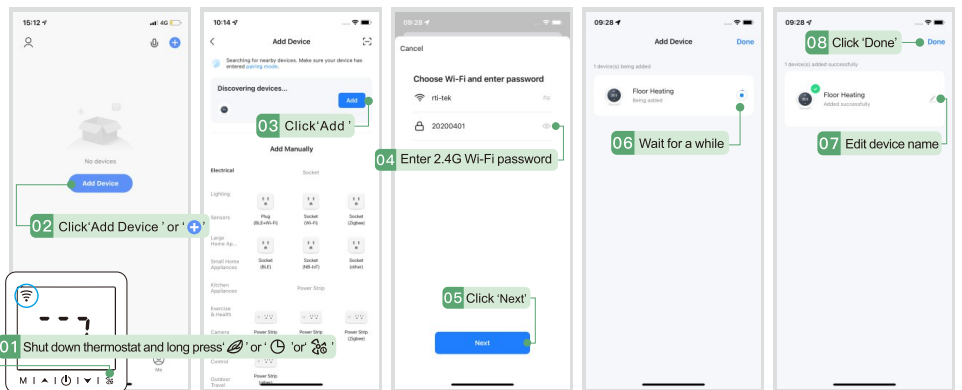 15:12
4G
No devices
Add Device
02 Click'Add Device ' or ' + '
01 Shut down thermostat and long press' ' or ' ' or' '
M
Me
10:14
Add Device
Searching for nearby devices. Make sure your device has
entered pairing mode.
Discovering devices...
Add
03 Click'Add '
Add Manually
Electrical
Socket
Lighting
Sensors
Plug
(BLE+Wi-Fi)
Socket
(Wi-Fi)
Socket
(Zigbee)
Large
Home Ap...
Small Home
Appliances
Socket
(BLE)
Socket
(NB-IoT)
Socket
(other)
Kitchen
Appliances
Power Strip
Exercise
& Health
Camera
Power Strip
Power Strip
Power Strip
(Zigbee)
Control
Outdoor
Travel
Power Strip
(other)
09:28
Cancel
Choose Wi-Fi and enter password
rti-tek
20200401
04 Enter 2.4G Wi-Fi password
05 Click 'Next'
Next
09:28
Add Device
Done
1 device(s) being added
Floor Heating
Being added
06 Wait for a while
09:28
08 Click 'Done'
Done
1 device(s) added successfully
Floor Heating
Added successfully
07 Edit device name